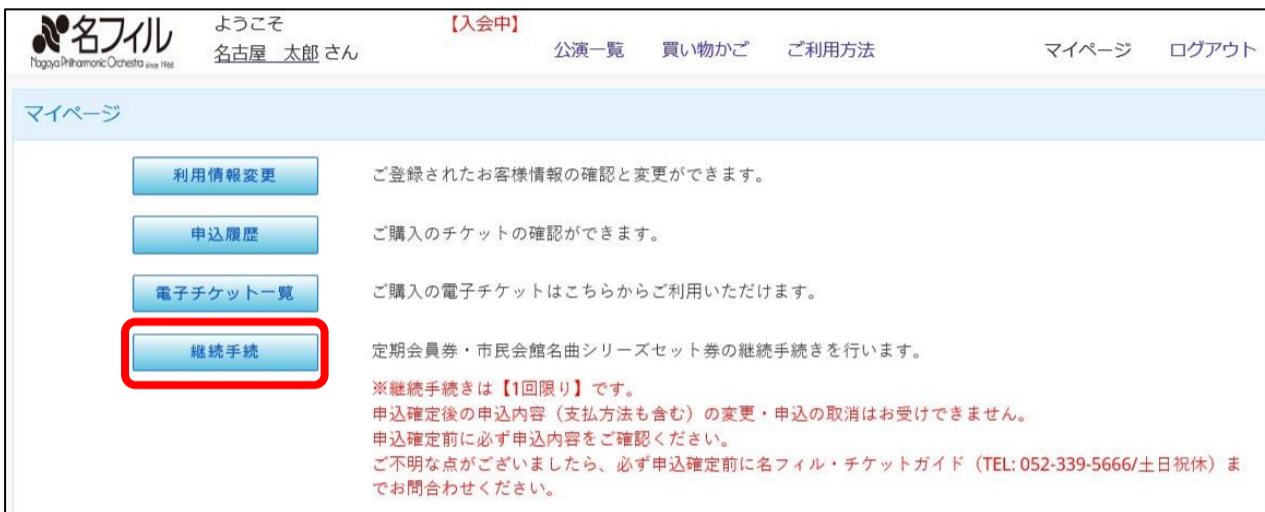 名フィル
Nagoya Philharmonic Orchestra since 1966
ようこそ
名古屋　太郎 さん
【入会中】
公演一覧　買い物かご　ご利用方法　マイページ　ログアウト
マイページ
利用情報変更　ご登録されたお客様情報の確認と変更ができます。
申込履歴　ご購入のチケットの確認ができます。
電子チケット一覧　ご購入の電子チケットはこちらからご利用いただけます。
継続手続　定期会員券・市民会館名曲シリーズセット券の継続手続きを行います。
※継続手続きは【1回限り】です。
申込確定後の申込内容（支払方法も含む）の変更・申込の取消はお受けできません。
申込確定前に必ず申込内容をご確認ください。
ご不明な点がございましたら、必ず申込確定前に名フィル・チケットガイド（TEL: 052-339-5666/土日祝休）ま
でお問合わせください。